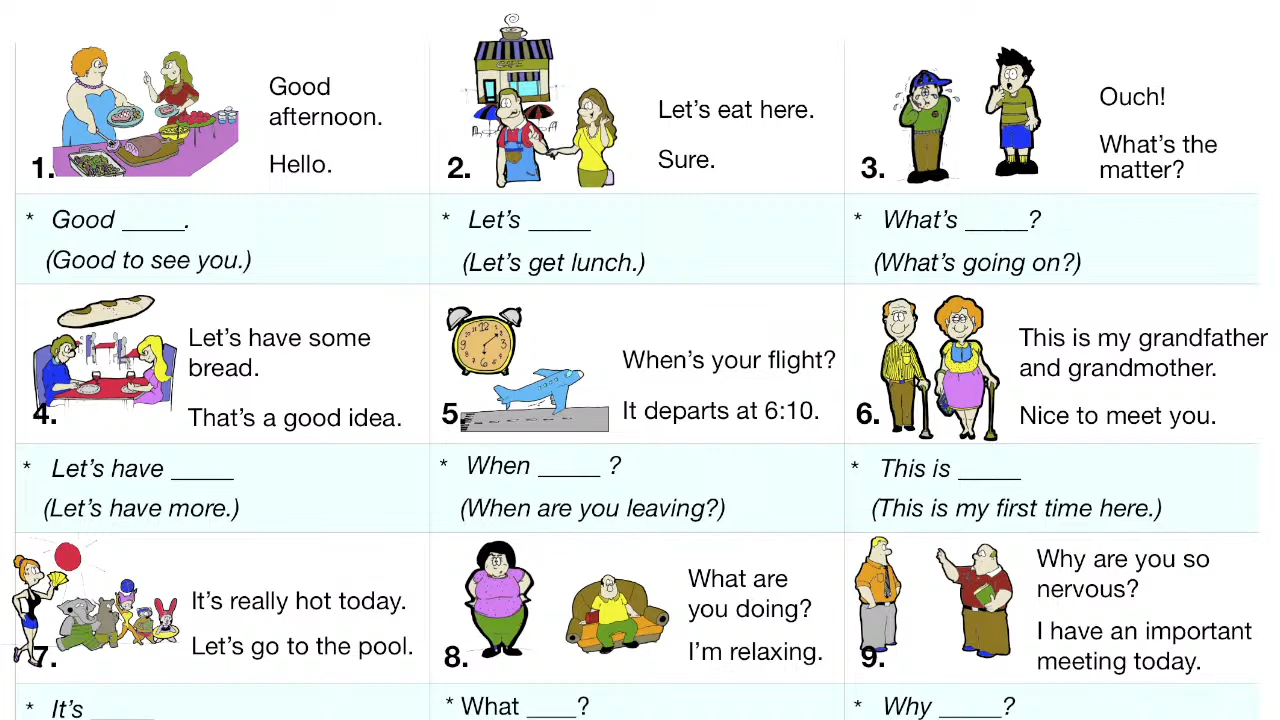 Good
afternoon.
Hello.
1.
Let's eat here.
Sure.
2.
Ouch!
What's the
matter?
3.
* Good _____.
(Good to see you.)
* Let's _____
(Let's get lunch.)
* What's _____?
(What's going on?)
Let's have some
bread.
That's a good idea.
4.
When's your flight?
It departs at 6:10.
5.
This is my grandfather
and grandmother.
Nice to meet you.
6.
* Let's have _____
(Let's have more.)
* When _____ ?
(When are you leaving?)
* This is _____
(This is my first time here.)
It's really hot today.
Let's go to the pool.
7.
What are
you doing?
I'm relaxing.
8.
Why are you so
nervous?
I have an important
meeting today.
9.
* It's _____
* What ____?
* Why _____?